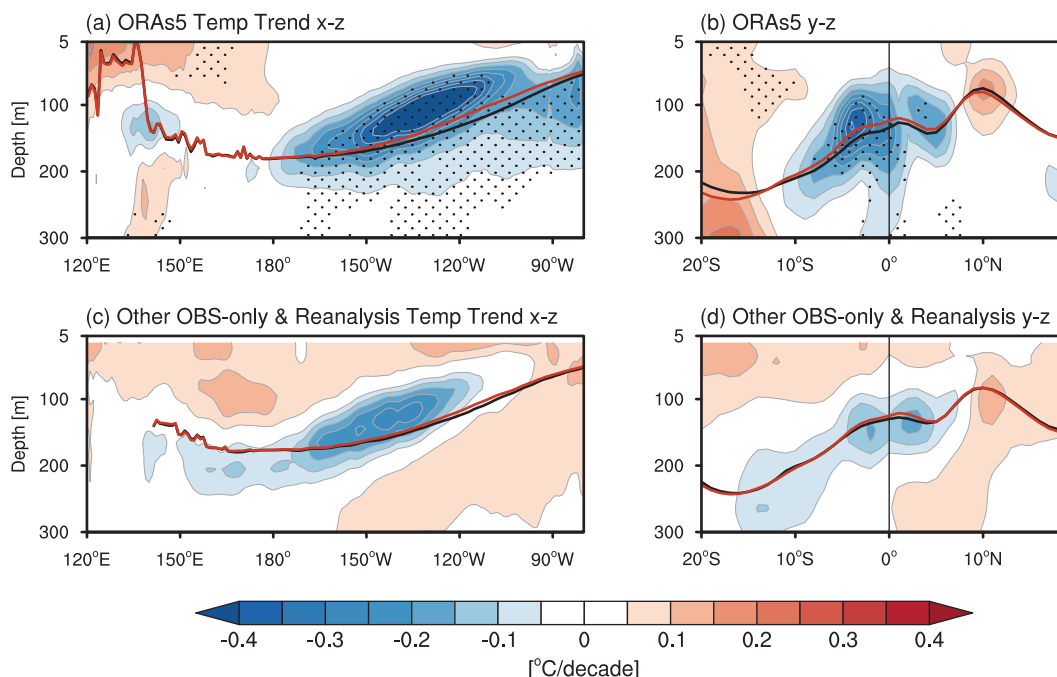 (a) ORAs5 Temp Trend x-z
(b) ORAs5 y-z
5
100
200
300
Depth [m]
120°E
150°E
180°
150°W
120°W
90°W
5
100
200
300
20°S
10°S
0°
10°N
(c) Other OBS-only & Reanalysis Temp Trend x-z
(d) Other OBS-only & Reanalysis y-z
5
100
200
300
Depth [m]
120°E
150°E
180°
150°W
120°W
90°W
5
100
200
300
20°S
10°S
0°
10°N
-0.4
-0.3
-0.2
-0.1
0
0.1
0.2
0.3
0.4
[°C/decade]